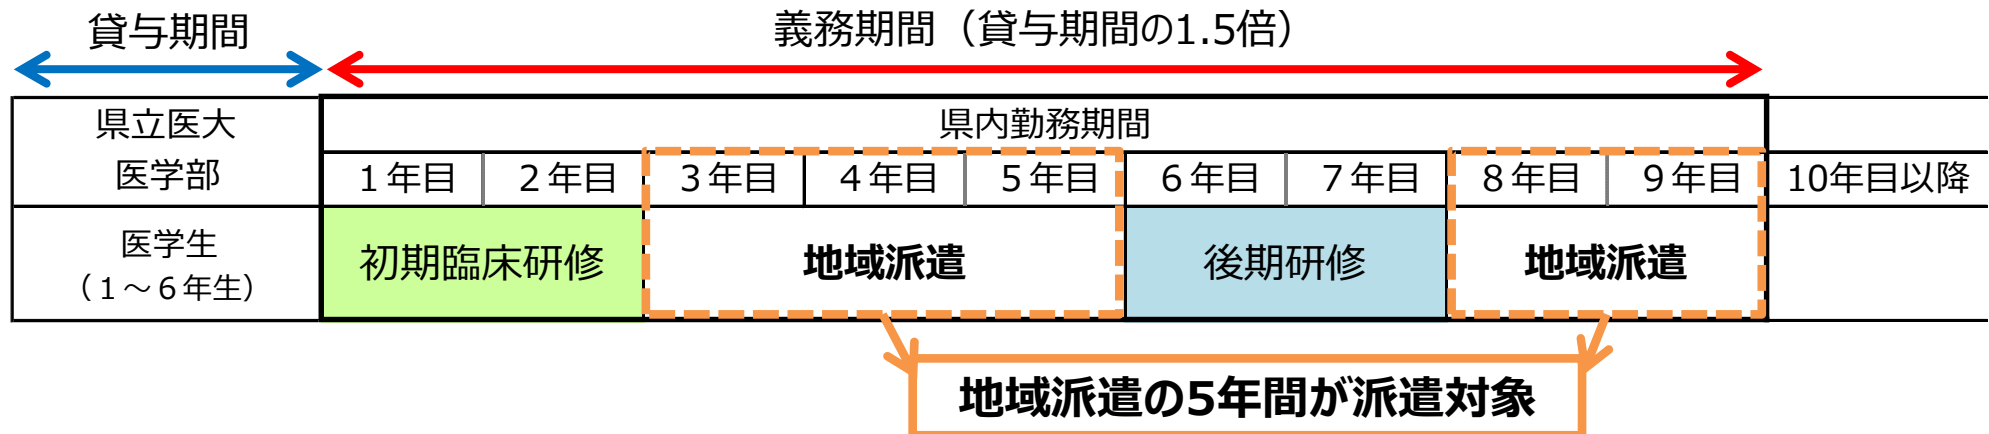 貸与期間
義務期間（貸与期間の1.5倍）
県立医大
医学部
県内勤務期間
１年目 ２年目 ３年目 ４年目 ５年目 ６年目 ７年目 ８年目 ９年目 10年目以降
医学生
（１～６年生）
初期臨床研修 地域派遣 後期研修 地域派遣
地域派遣の5年間が派遣対象